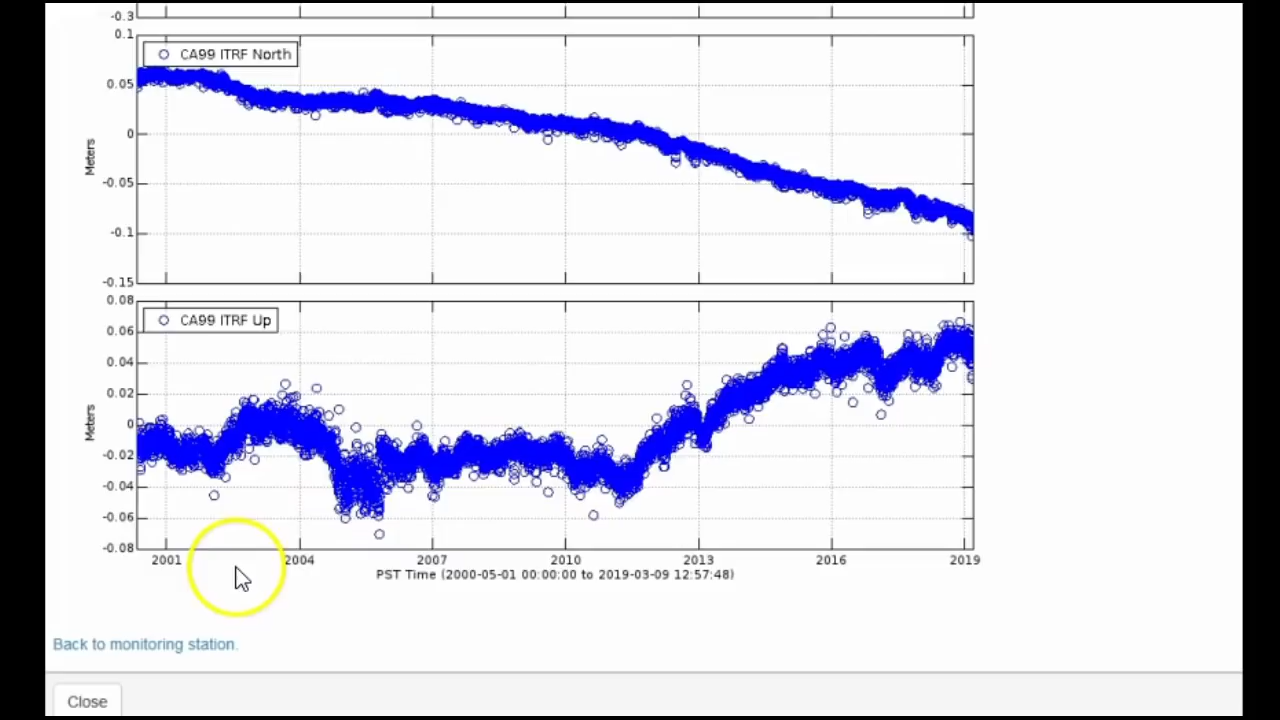 -0.3
0.1
CA99 ITRF North
0.05
0
Meters
-0.05
-0.1
-0.15
0.08
CA99 ITRF Up
0.06
0.04
0.02
0
Meters
-0.02
-0.04
-0.06
-0.08
2001 2004 2007 2010 2013 2016 2019
PST Time (2000-05-01 00:00:00 to 2019-03-09 12:57:48)
Back to monitoring station.
Close